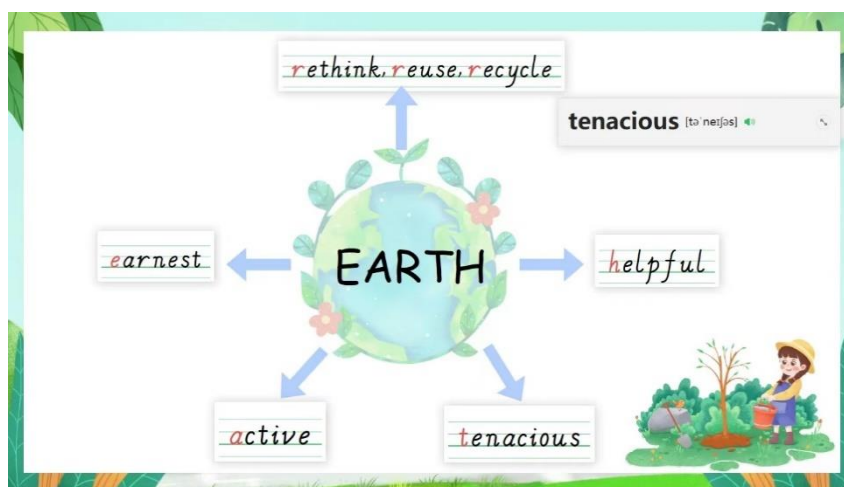 rethink, reuse, recycle
tenacious [təˈneɪʃəs]
earnest
EARTH
helpful
active
tenacious